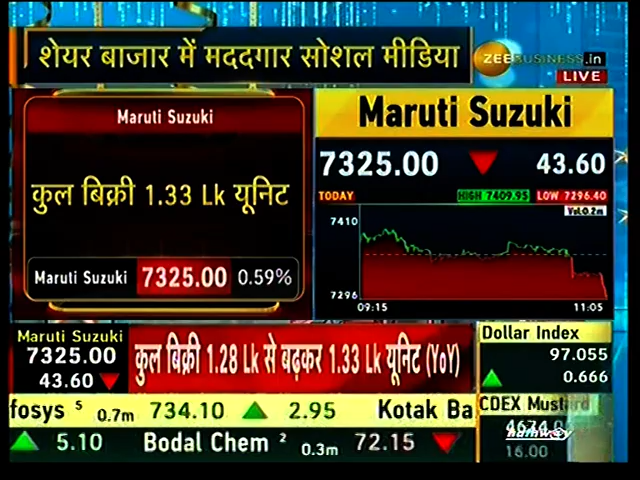 शेयर बाजार में मददगार सोशल मीडिया
ZEEBUSINESS.in
LIVE
Maruti Suzuki
कुल बिक्री 1.33 Lk यूनिट
Maruti Suzuki 7325.00 0.59%
Maruti Suzuki
7325.00 43.60
TODAY HIGH 7409.95 LOW 7296.40
Vol.0.2m
7410
7296
09:15 11:05
Maruti Suzuki
7325.00
43.60
कुल बिक्री 1.28 Lk से बढ़कर 1.33 Lk यूनिट (YoY)
Dollar Index
97.055
0.666
fosys 5 0.7m 734.10 2.95 Kotak Ba
5.10 Bodal Chem 2 0.3m 72.15
CDEX
16.00